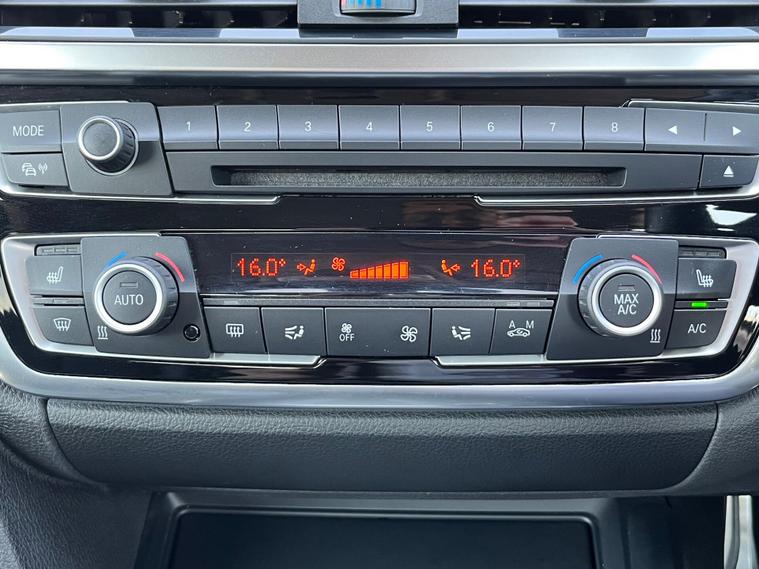 MODE 1 2 3 4 5 6 7 8
16.0° 16.0°
AUTO MAX
A/C
OFF A M A/C